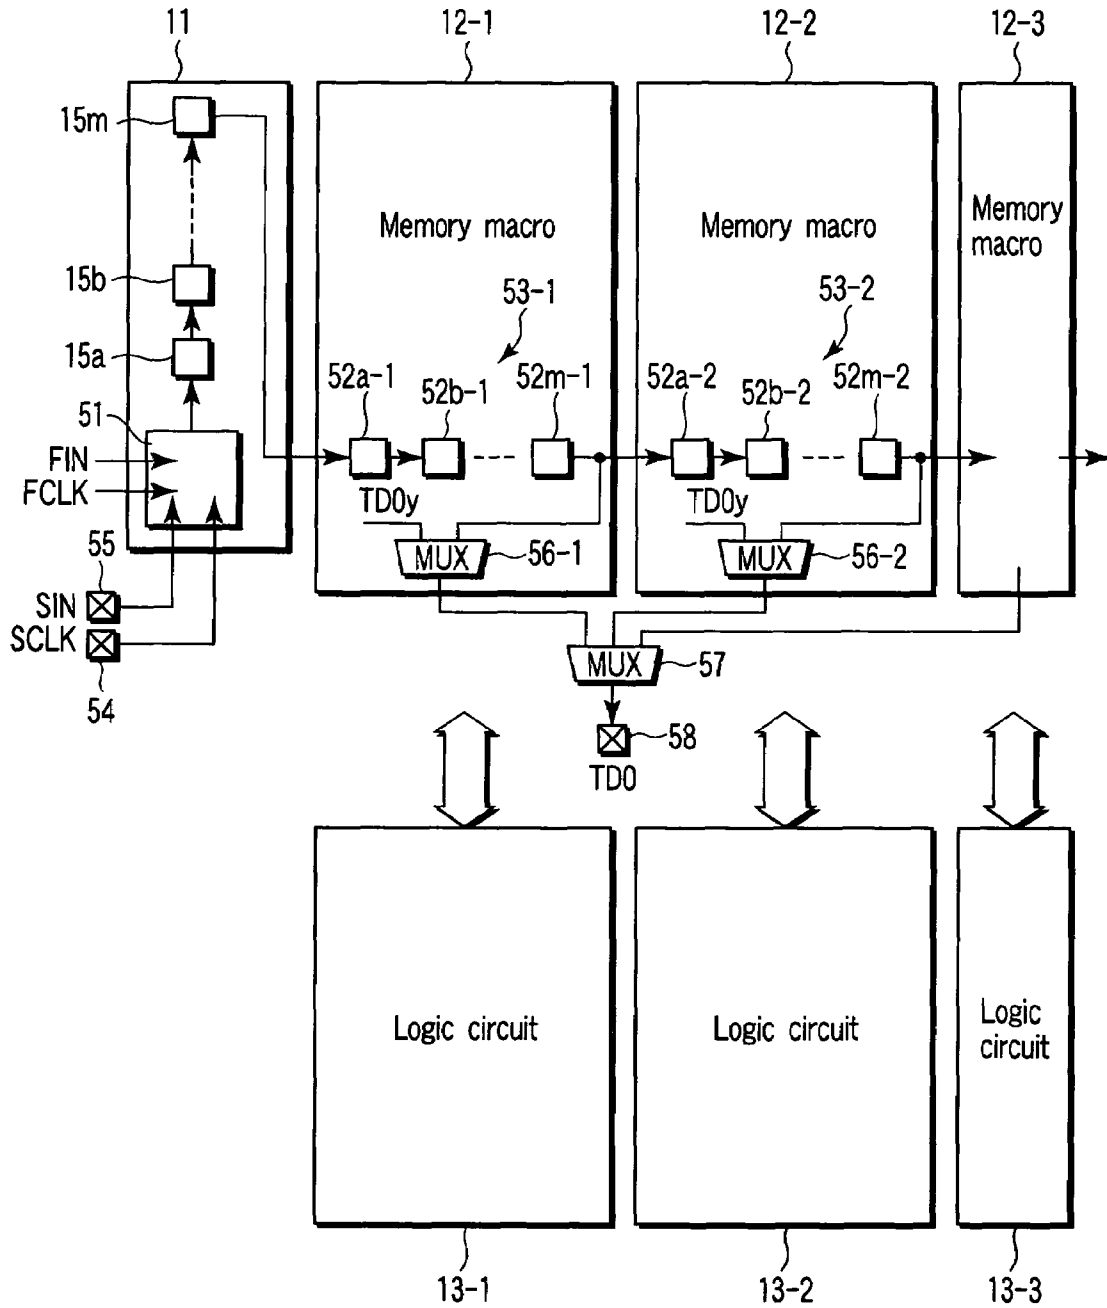 11
12-1
12-2
12-3
15m
Memory macro
Memory macro
Memory
macro
15b
53-1
53-2
15a
52a-1
52b-1
52m-1
52a-2
52b-2
52m-2
51
FIN
FCLK
TD0y
TD0y
55
MUX
56-1
MUX
56-2
SIN
SCLK
54
MUX
57
58
TD0
Logic circuit
Logic circuit
Logic
circuit
13-1
13-2
13-3